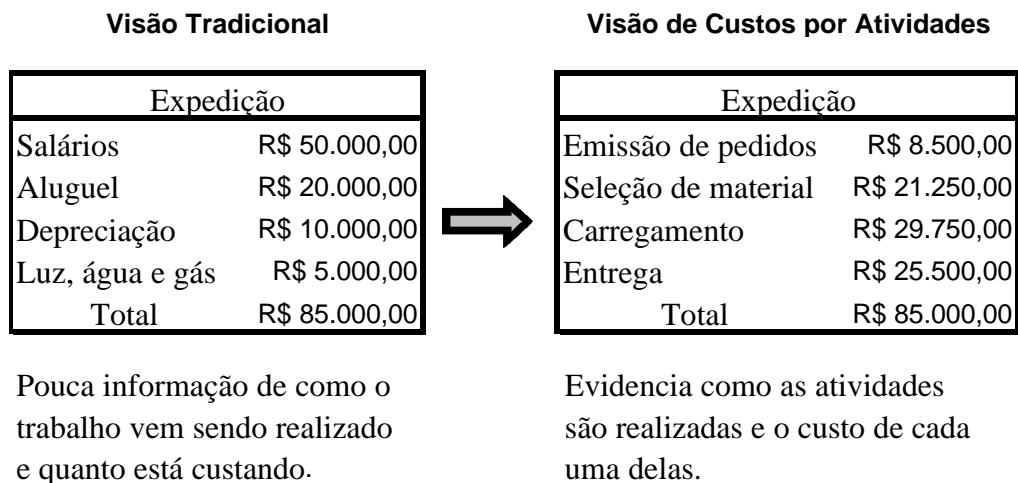 Visão Tradicional
Expedição
Salários R$ 50.000,00
Aluguel R$ 20.000,00
Depreciação R$ 10.000,00
Luz, água e gás R$ 5.000,00
Total R$ 85.000,00
Pouca informação de como o
trabalho vem sendo realizado
e quanto está custando.
Visão de Custos por Atividades
Expedição
Emissão de pedidos R$ 8.500,00
Seleção de material R$ 21.250,00
Carregamento R$ 29.750,00
Entrega R$ 25.500,00
Total R$ 85.000,00
Evidencia como as atividades
são realizadas e o custo de cada
uma delas.